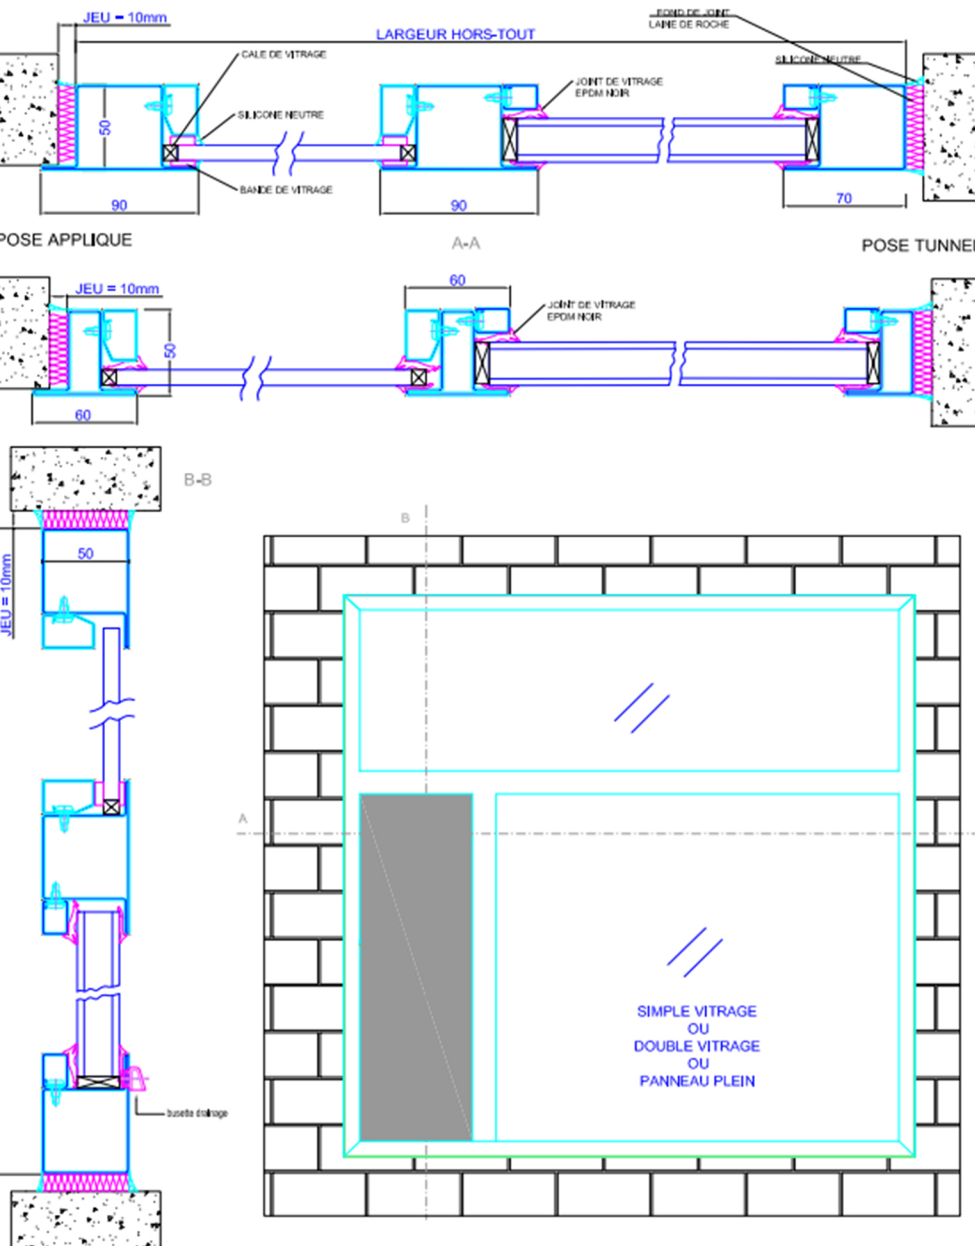 JEU = 10mm
FOND DE JOINT
LAINE DE ROCHE
LARGEUR HORS-TOUT
CALE DE VITRAGE
SILICONE NEUTRE
JOINT DE VITRAGE
EPDM NOIR
SILICONE NEUTRE
50
BANDE DE VITRAGE
90
90
70
POSE APPLIQUE
A-A
POSE TUNNEL
JEU = 10mm
60
JOINT DE VITRAGE
EPDM NOIR
50
60
B-B
B
50
JEU = 10mm
A
SIMPLE VITRAGE
OU
DOUBLE VITRAGE
OU
PANNEAU PLEIN
busette drainage